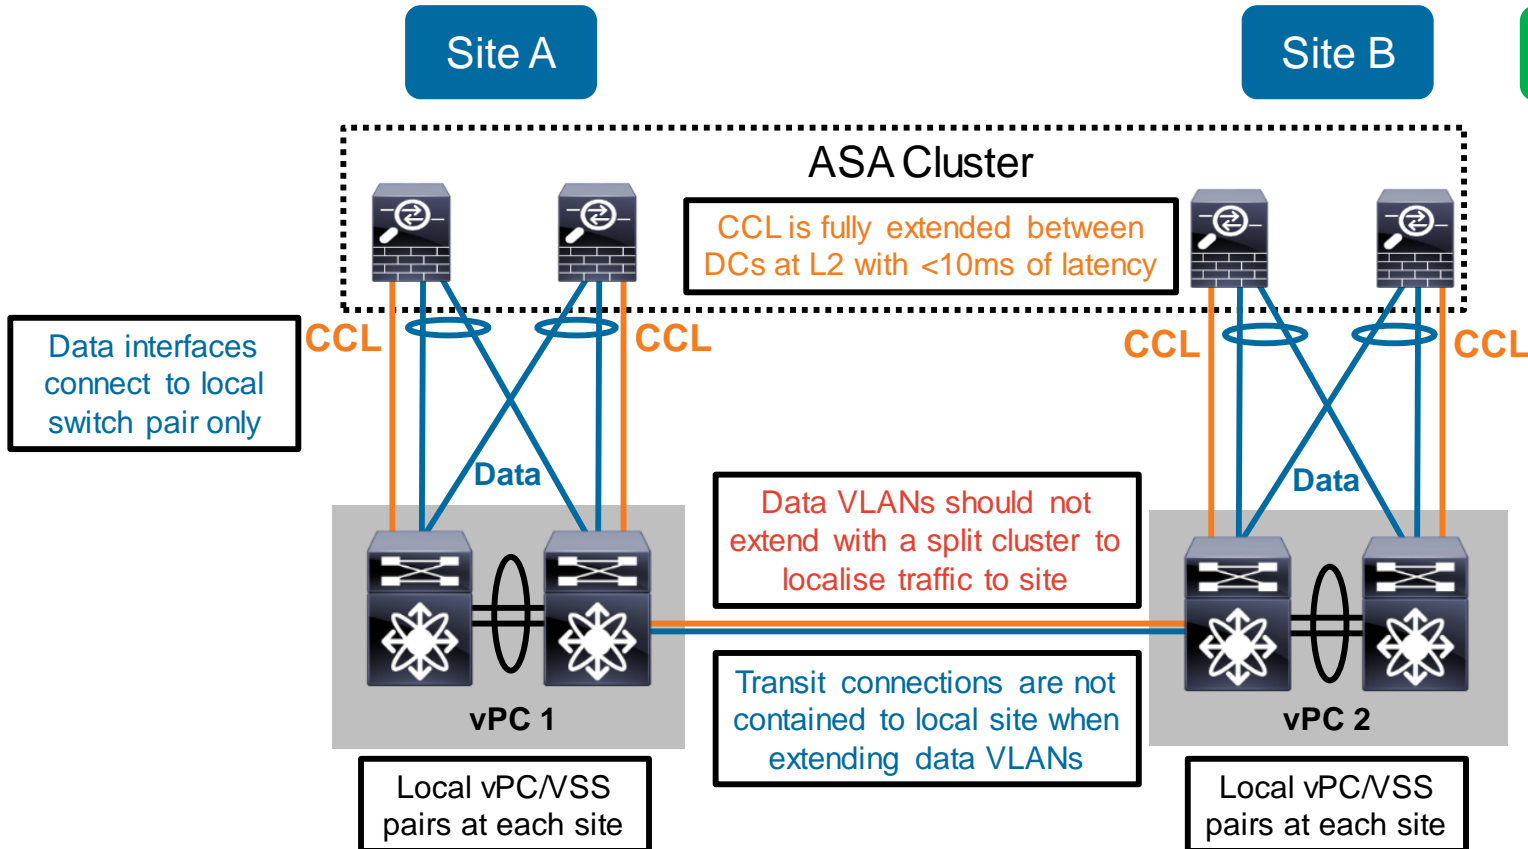 Site A
Site B
ASA Cluster
CCL is fully extended between
DCs at L2 with <10ms of latency
CCL
CCL
CCL
CCL
Data interfaces
connect to local
switch pair only
Data
Data
Data VLANs should not
extend with a split cluster to
localise traffic to site
Transit connections are not
contained to local site when
extending data VLANs
vPC 1
vPC 2
Local vPC/VSS
pairs at each site
Local vPC/VSS
pairs at each site